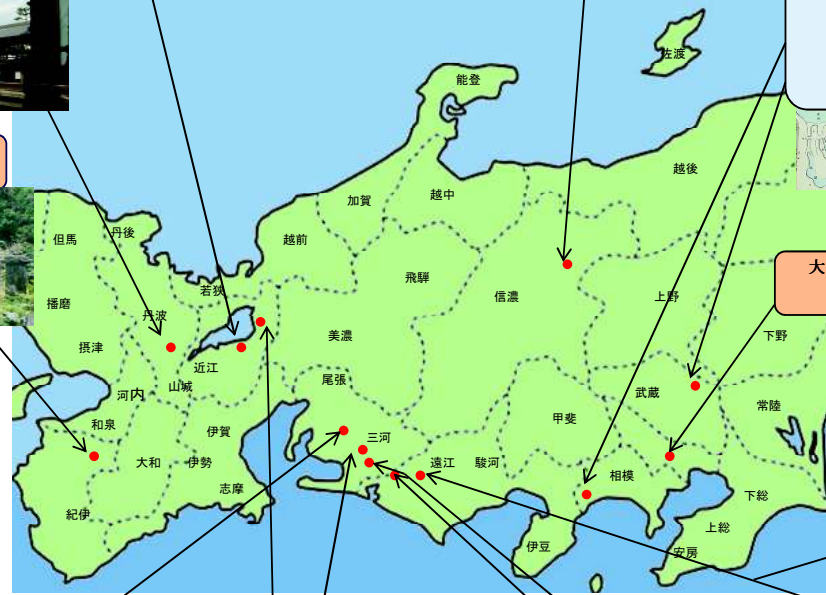 佐渡
能登
越後
加賀
越中
越前
飛騨
信濃
上野
下野
大
但馬
丹後
若狭
播磨
丹波
美濃
摂津
近江
山城
河内
尾張
武蔵
常陸
甲斐
和泉
伊賀
三河
大和
伊勢
遠江
駿河
相模
志摩
紀伊
下総
上総
伊豆
安房